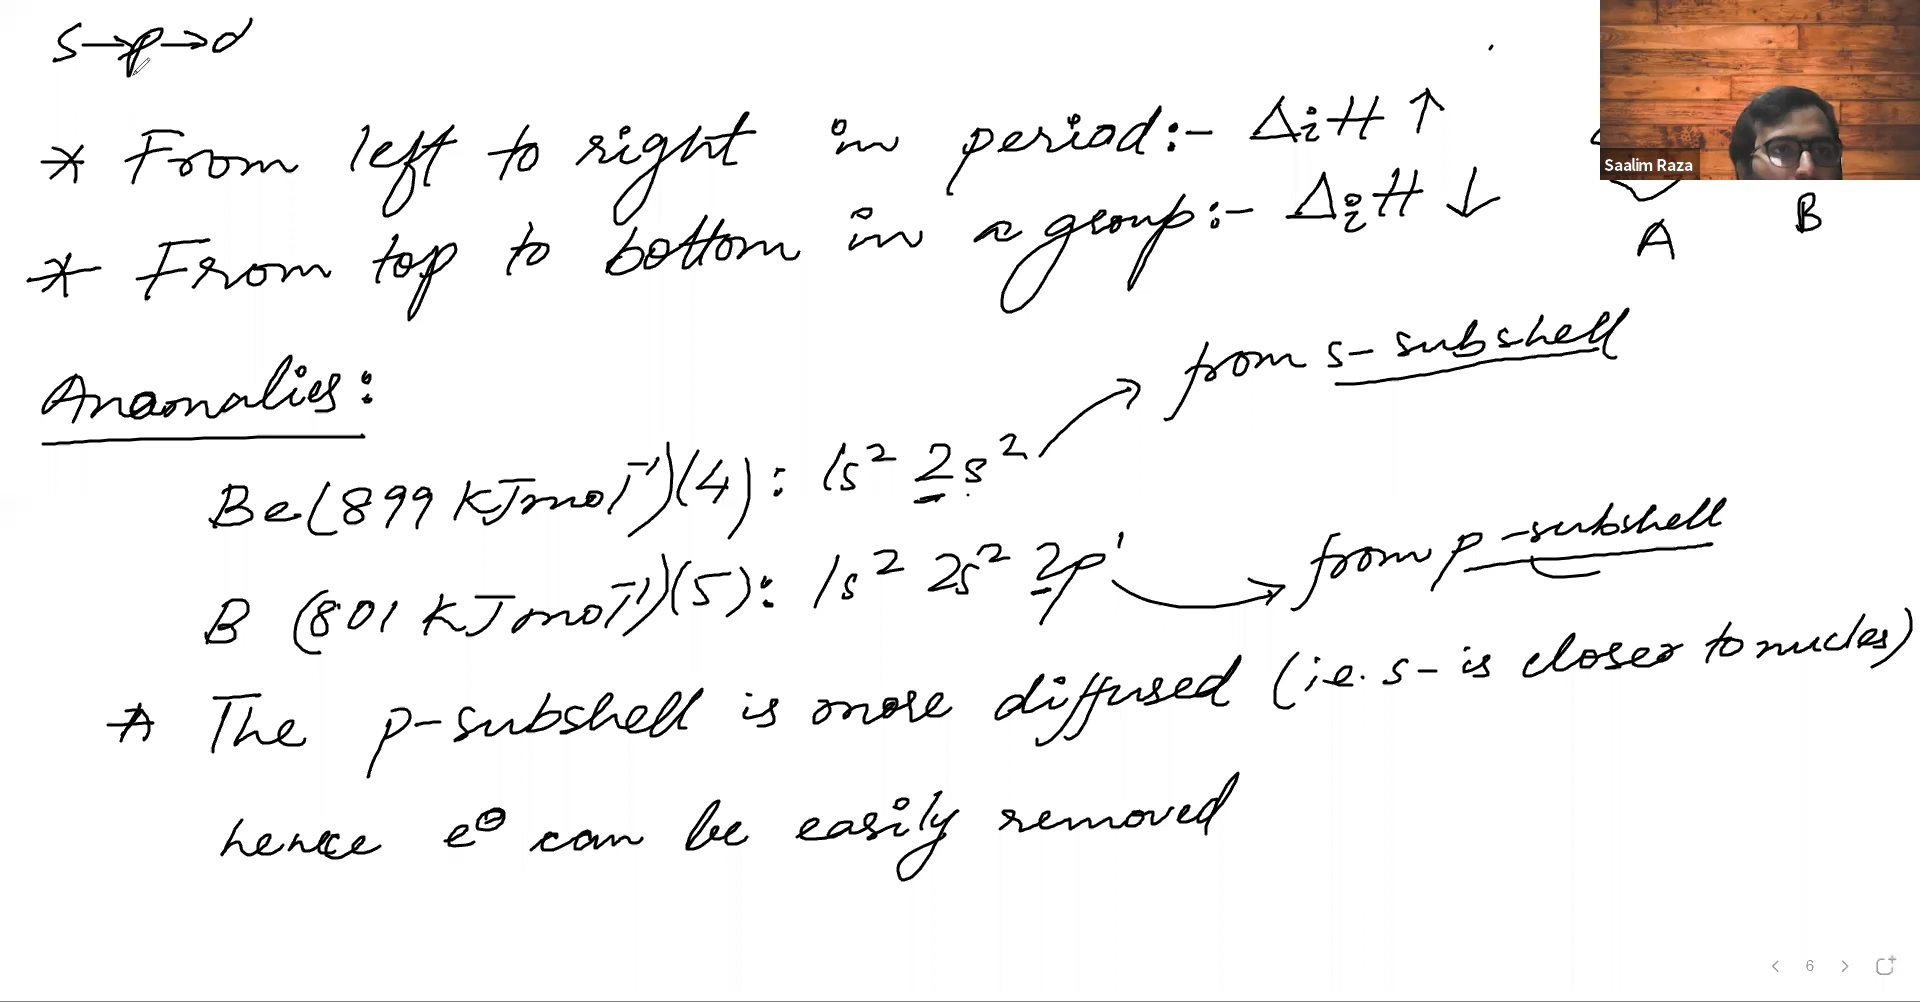 s→p→d
* From left to right in period:- ΔiH ↑
* From top to bottom in a group:- ΔiH ↓
Saalim Raza
A B
Anomalies:
from s-subshell
Be (899 KJmol⁻¹)(4): 1s² 2s²
from p-subshell
B (801 KJmol⁻¹)(5): 1s² 2s² 2p¹
* The p-subshell is more diffused (i.e. s- is closer to nucles)
hence e⊖ can be easily removed
6